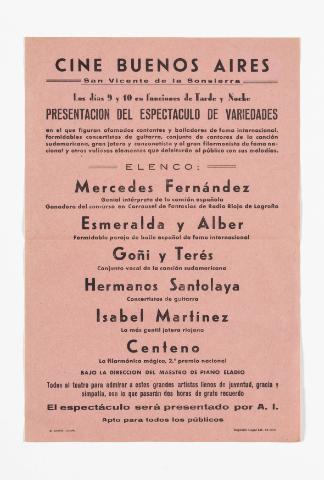 CINE BUENOS AIRES
San Vicente de la Sonsierra
Los días 9 y 10 en funciones de Tarde y Noche
PRESENTACION DEL ESPECTACULO DE VARIEDADES
en el que figuran afamados cantantes y bailadores de fama internacional,
formidables concertistas de guitarra, conjunto de cantores de la canción
sudamericana, gran jotera y canzonetista y el gran filarmonista de fama na-
cional y otros valiosos elementos que deleitarán al público con sus melodías.
ELENCO:
Mercedes Fernández
Genial intérprete de la canción española
Ganadora del concurso en Carrousel de Fantasías de Radio Rioja de Logroño
Esmeralda y Alber
Formidable pareja de baile español de fama internacional
Goñi y Terés
Conjunto vocal de la canción sudamericana
Hermanos Santolaya
Concertistas de guitarra
Isabel Martínez
La más gentil jotera riojana
Centeno
La filarmónica mágica, 2.º premio nacional
BAJO LA DIRECCION DEL MAESTRO DE PIANO ELADIO
Todos al teatro para admirar a estos grandes artistas llenos de juventud, gracia y
simpatía, con lo que pasarán dos horas de grato recuerdo
El espectáculo será presentado por A. I.
Apto para todos los públicos